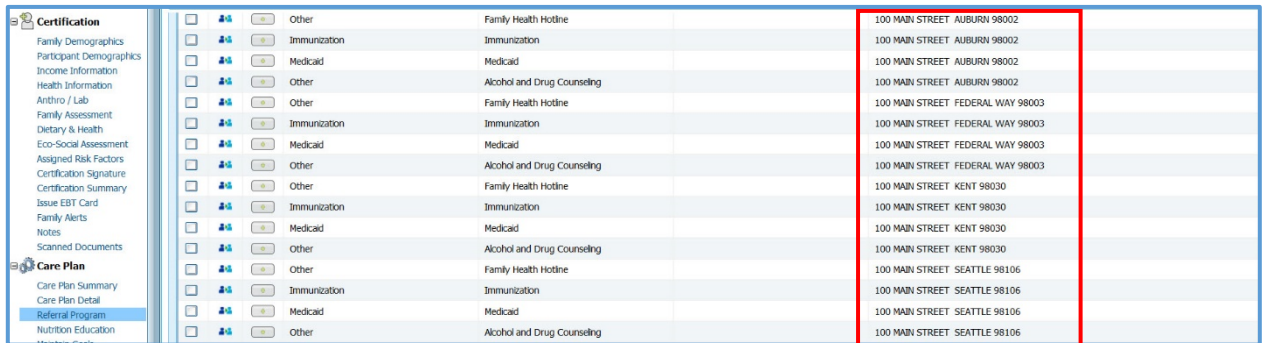 Certification
Family Demographics
Participant Demographics
Income Information
Health Information
Anthro / Lab
Family Assessment
Dietary & Health
Eco-Social Assessment
Assigned Risk Factors
Certification Signature
Certification Summary
Issue EBT Card
Family Alerts
Notes
Scanned Documents
Care Plan
Care Plan Summary
Care Plan Detail
Referral Program
Nutrition Education
Other Family Health Hotline 100 MAIN STREET AUBURN 98002
Immunization Immunization 100 MAIN STREET AUBURN 98002
Medicaid Medicaid 100 MAIN STREET AUBURN 98002
Other Alcohol and Drug Counseling 100 MAIN STREET AUBURN 98002
Other Family Health Hotline 100 MAIN STREET FEDERAL WAY 98003
Immunization Immunization 100 MAIN STREET FEDERAL WAY 98003
Medicaid Medicaid 100 MAIN STREET FEDERAL WAY 98003
Other Alcohol and Drug Counseling 100 MAIN STREET FEDERAL WAY 98003
Other Family Health Hotline 100 MAIN STREET KENT 98030
Immunization Immunization 100 MAIN STREET KENT 98030
Medicaid Medicaid 100 MAIN STREET KENT 98030
Other Alcohol and Drug Counseling 100 MAIN STREET KENT 98030
Other Family Health Hotline 100 MAIN STREET SEATTLE 98106
Immunization Immunization 100 MAIN STREET SEATTLE 98106
Medicaid Medicaid 100 MAIN STREET SEATTLE 98106
Other Alcohol and Drug Counseling 100 MAIN STREET SEATTLE 98106